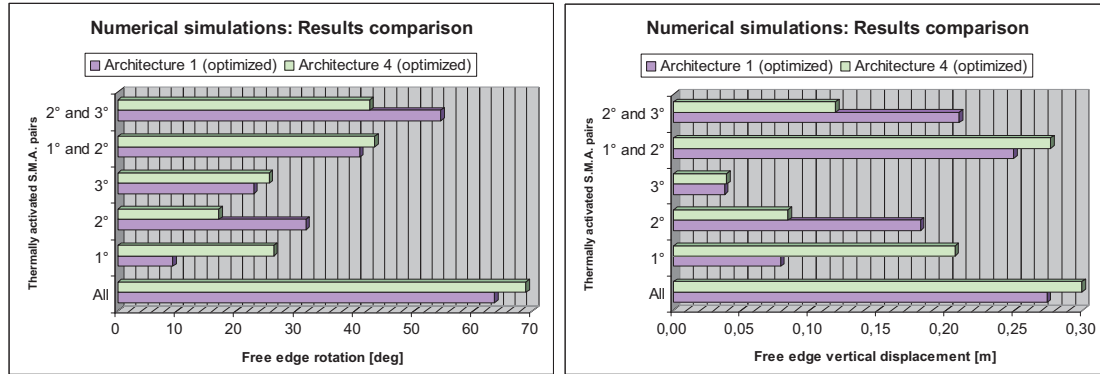 Numerical simulations: Results comparison
Architecture 1 (optimized) Architecture 4 (optimized)
Thermally activated S.M.A. pairs
2° and 3°
1° and 2°
3°
2°
1°
All
0 10 20 30 40 50 60 70
Free edge rotation [deg]
Numerical simulations: Results comparison
Architecture 1 (optimized) Architecture 4 (optimized)
Thermally activated S.M.A. pairs
2° and 3°
1° and 2°
3°
2°
1°
All
0,00 0,05 0,10 0,15 0,20 0,25 0,30
Free edge vertical displacement [m]